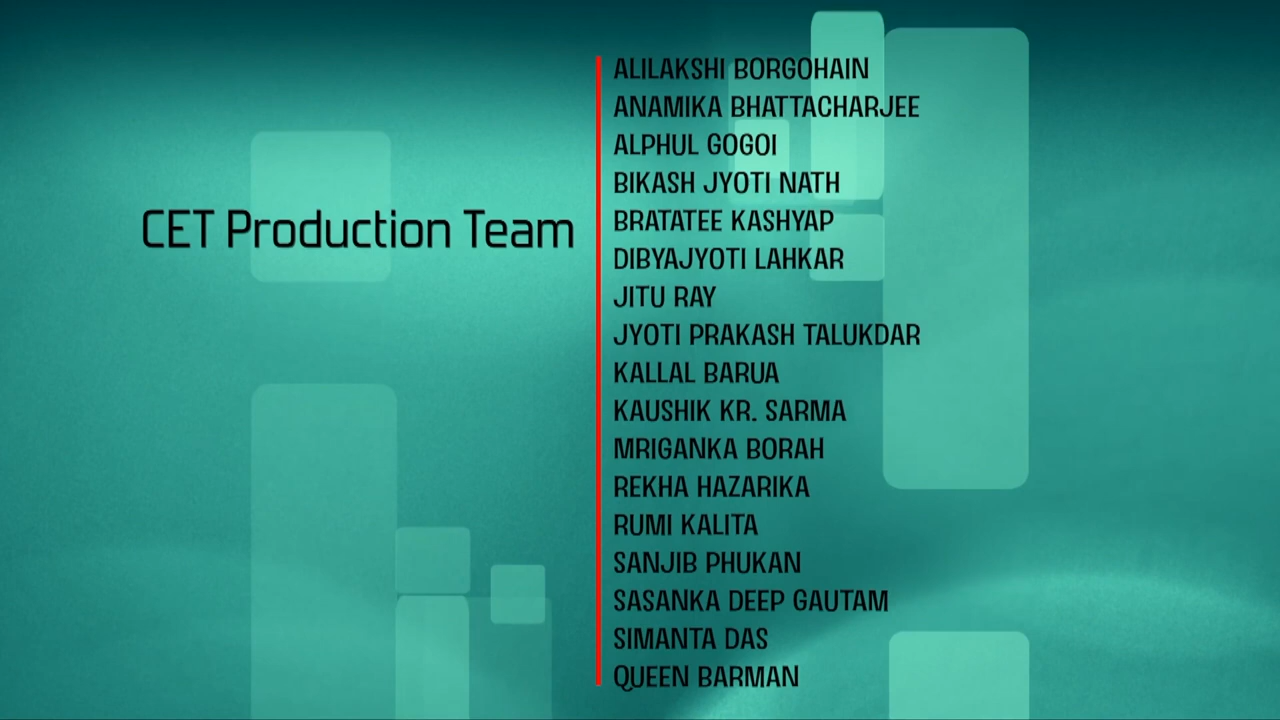 CET Production Team
ALILAKSHI BORGOHAIN
ANAMIKA BHATTACHARJEE
ALPHUL GOGOI
BIKASH JYOTI NATH
BRATATEE KASHYAP
DIBYAJYOTI LAHKAR
JITU RAY
JYOTI PRAKASH TALUKDAR
KALLAL BARUA
KAUSHIK KR. SARMA
MRIGANKA BORAH
REKHA HAZARIKA
RUMI KALITA
SANJIB PHUKAN
SASANKA DEEP GAUTAM
SIMANTA DAS
QUEEN BARMAN